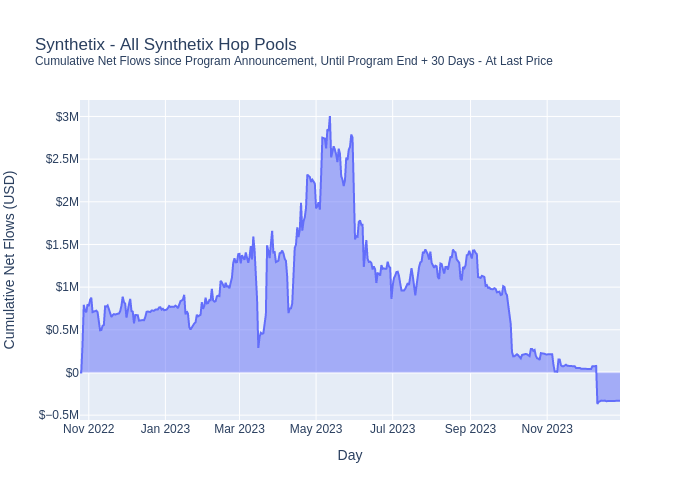 Synthetix - All Synthetix Hop Pools
Cumulative Net Flows since Program Announcement, Until Program End + 30 Days - At Last Price
Cumulative Net Flows (USD)
$3M
$2.5M
$2M
$1.5M
$1M
$0.5M
$0
$−0.5M
Nov 2022
Jan 2023
Mar 2023
May 2023
Jul 2023
Sep 2023
Nov 2023
Day